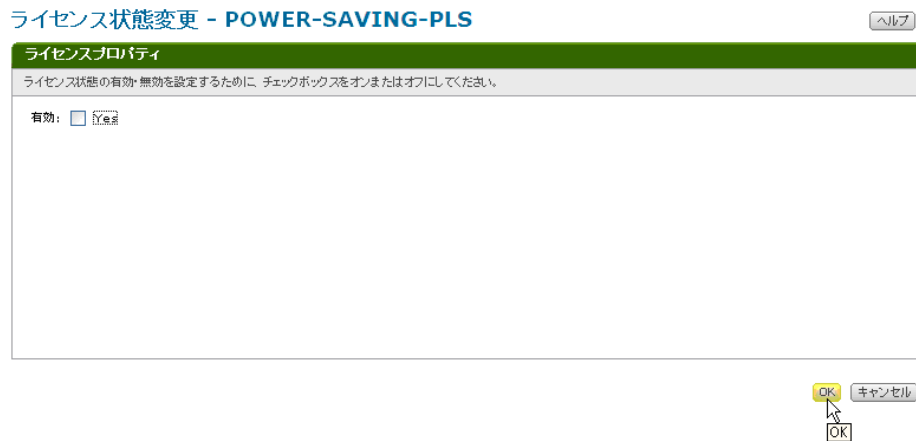 ライセンス状態変更 - POWER-SAVING-PLS
ヘルプ
ライセンスプロパティ
ライセンス状態の有効・無効を設定するために、チェックボックスをオンまたはオフにしてください。
有効: Yes
OK キャンセル
OK